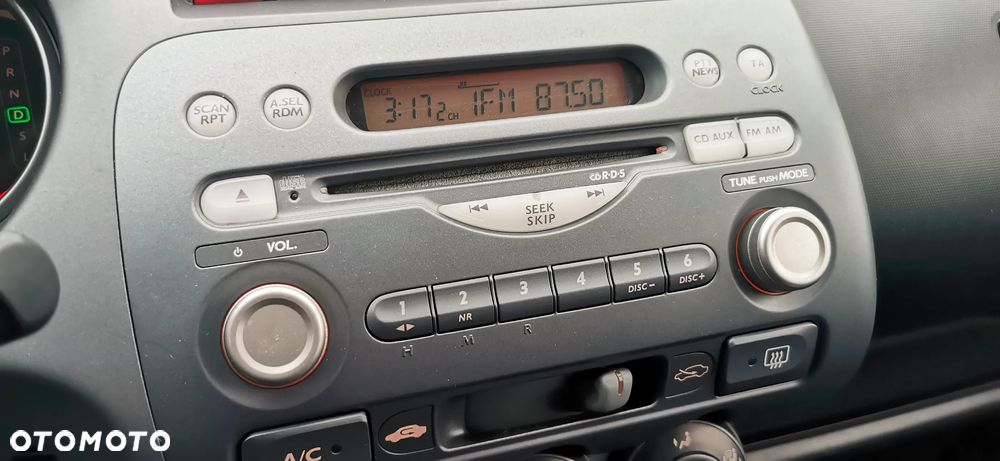 P
R
N
D
S
L
SCAN
RPT
A.SEL
RDM
CLOCK
3:17 2CH 1FM 87.50
PTY
NEWS
TA
CLOCK
CD AUX
FM AM
CD R·D·S
SEEK
SKIP
TUNE PUSH MODE
VOL.
1
2
NR
3
4
5
DISC −
6
DISC +
H
M
R
A/C
OTOMOTO